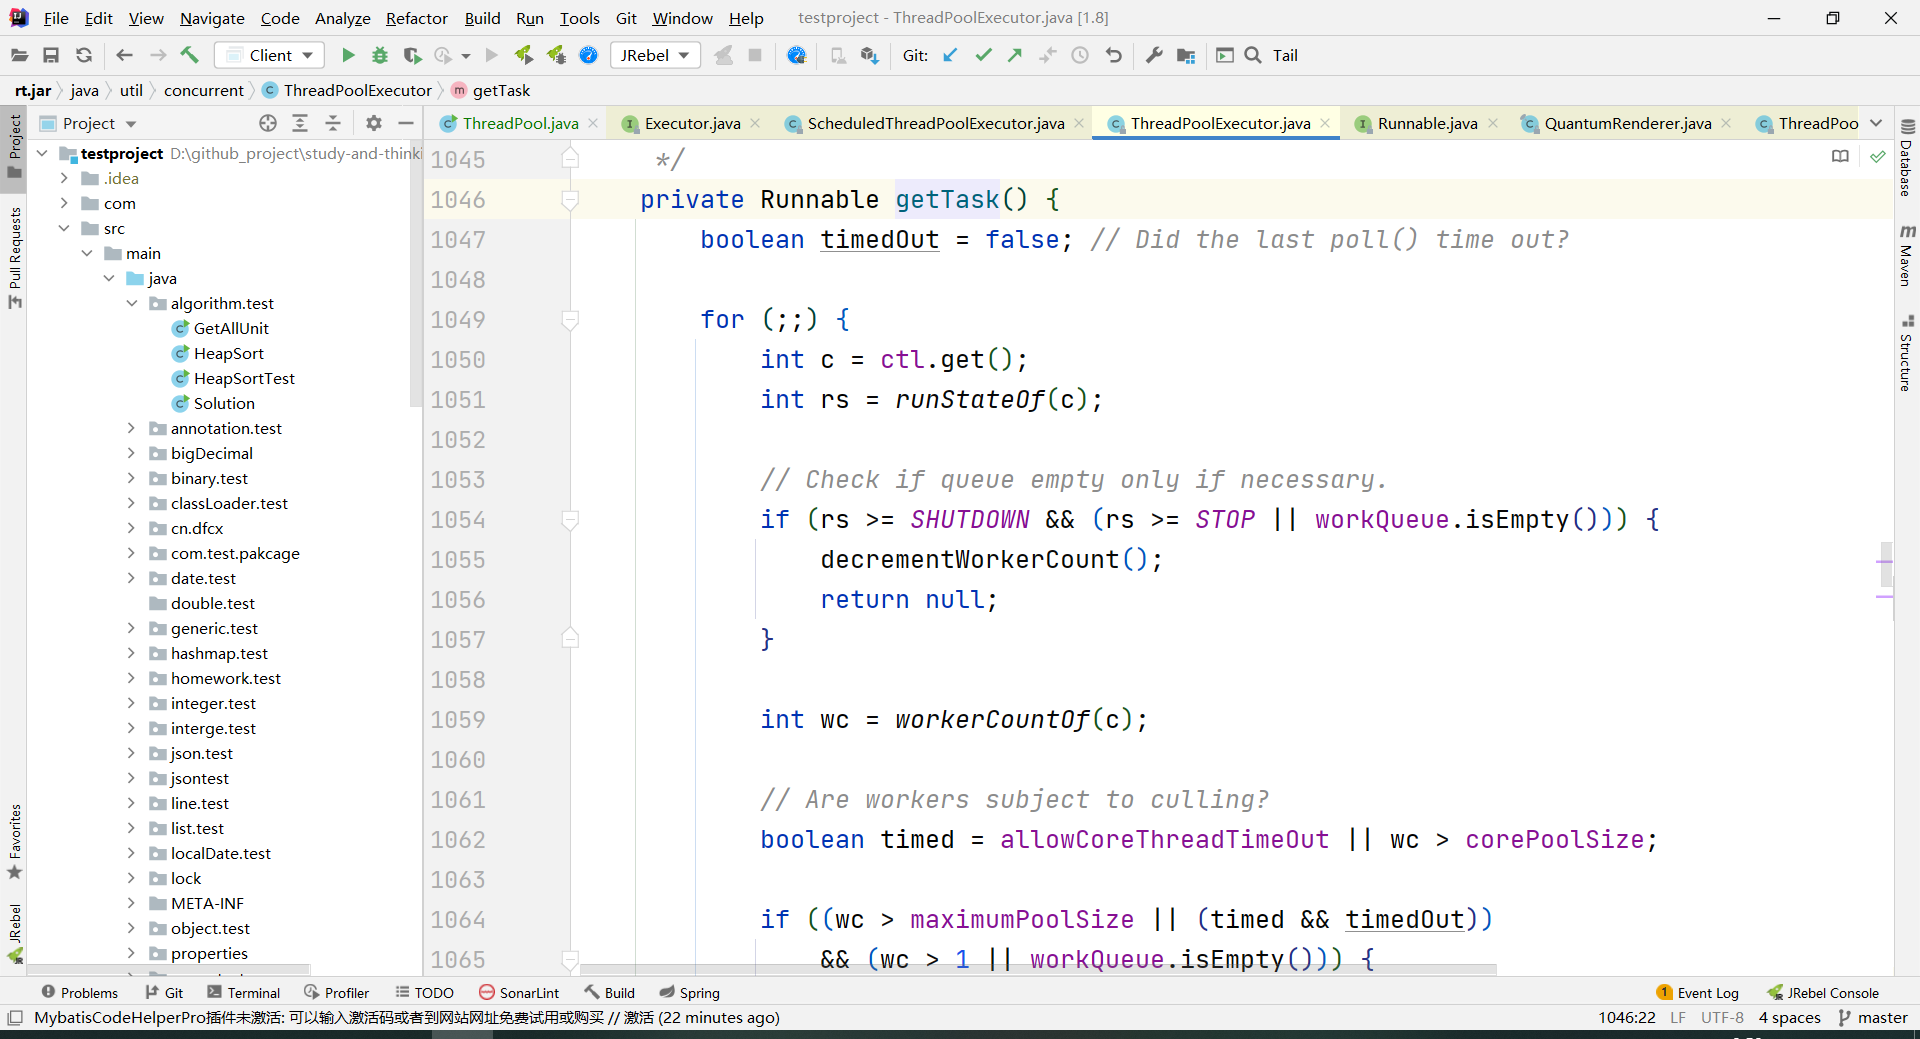 File Edit View Navigate Code Analyze Refactor Build Run Tools Git Window Help testproject - ThreadPoolExecutor.java [1.8]
Client JRebel Git: Tail
rt.jar java util concurrent ThreadPoolExecutor getTask
Project
ThreadPool.java Executor.java ScheduledThreadPoolExecutor.java ThreadPoolExecutor.java Runnable.java QuantumRenderer.java ThreadPoo
testproject D:\github_project\study-and-thinki
.idea
com
src
main
java
algorithm.test
GetAllUnit
HeapSort
HeapSortTest
Solution
annotation.test
bigDecimal
binary.test
classLoader.test
cn.dfcx
com.test.pakcage
date.test
double.test
generic.test
hashmap.test
homework.test
integer.test
interge.test
json.test
jsontest
line.test
list.test
localDate.test
lock
META-INF
object.test
properties
1045 */
1046 private Runnable getTask() {
1047 boolean timedOut = false; // Did the last poll() time out?
1048
1049 for (;;) {
1050 int c = ctl.get();
1051 int rs = runStateOf(c);
1052
1053 // Check if queue empty only if necessary.
1054 if (rs >= SHUTDOWN && (rs >= STOP || workQueue.isEmpty())) {
1055 decrementWorkerCount();
1056 return null;
1057 }
1058
1059 int wc = workerCountOf(c);
1060
1061 // Are workers subject to culling?
1062 boolean timed = allowCoreThreadTimeOut || wc > corePoolSize;
1063
1064 if ((wc > maximumPoolSize || (timed && timedOut))
1065 && (wc > 1 || workQueue.isEmpty())) {
Project
Pull Requests
Favorites
JRebel
Database
Maven
Structure
Problems Git Terminal Profiler TODO SonarLint Build Spring 1 Event Log JRebel Console
MybatisCodeHelperPro插件未激活: 可以输入激活码或者到网站网址免费试用或购买 // 激活 (22 minutes ago) 1046:22 LF UTF-8 4 spaces master